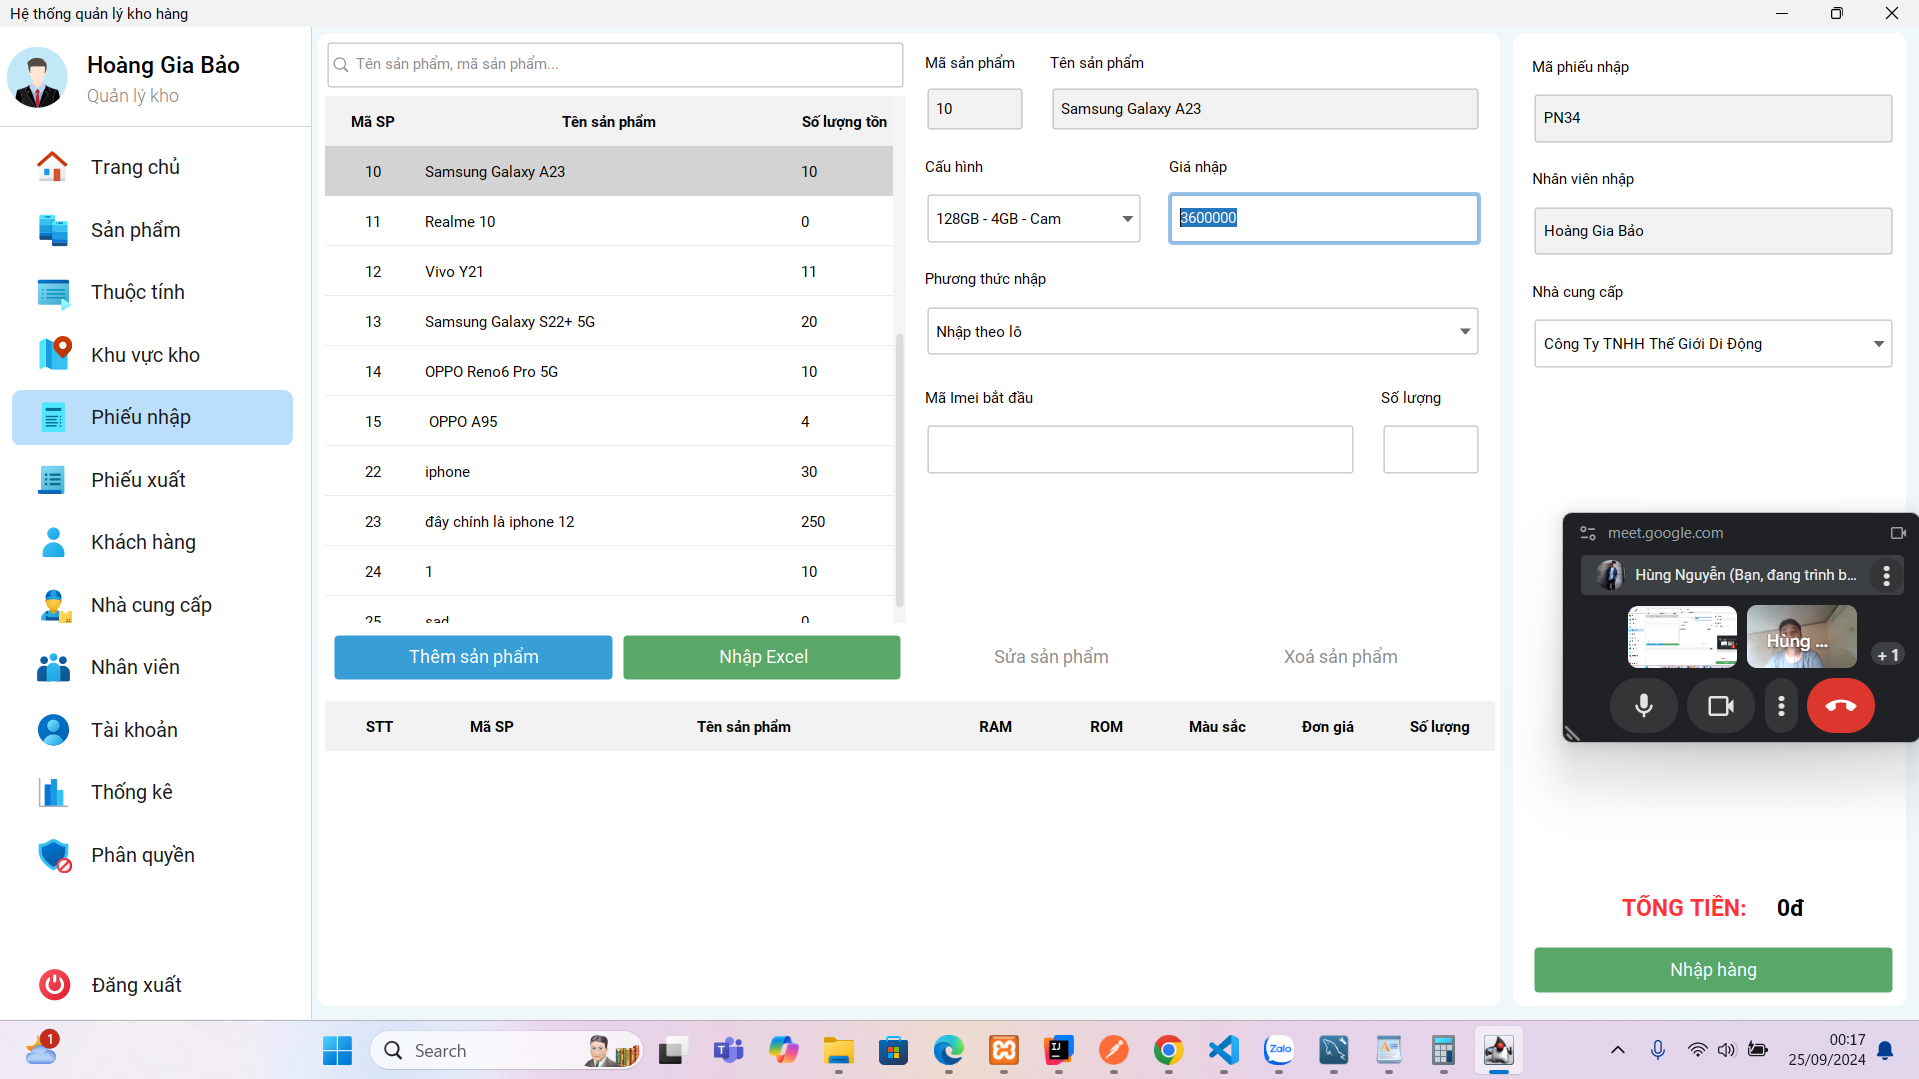 Hệ thống quản lý kho hàng
Hoàng Gia Bảo
Quản lý kho
Trang chủ
Sản phẩm
Thuộc tính
Khu vực kho
Phiếu nhập
Phiếu xuất
Khách hàng
Nhà cung cấp
Nhân viên
Tài khoản
Thống kê
Phân quyền
Đăng xuất
Tên sản phẩm, mã sản phẩm...
Mã SP Tên sản phẩm Số lượng tồn
10 Samsung Galaxy A23 10
11 Realme 10 0
12 Vivo Y21 11
13 Samsung Galaxy S22+ 5G 20
14 OPPO Reno6 Pro 5G 10
15 OPPO A95 4
22 iphone 30
23 đây chính là iphone 12 250
24 1 10
25 sad 0
Thêm sản phẩm Nhập Excel Sửa sản phẩm Xoá sản phẩm
Mã sản phẩm Tên sản phẩm
10 Samsung Galaxy A23
Cấu hình Giá nhập
128GB - 4GB - Cam 3600000
Phương thức nhập
Nhập theo lô
Mã Imei bắt đầu Số lượng
STT Mã SP Tên sản phẩm RAM ROM Màu sắc Đơn giá Số lượng
Mã phiếu nhập
PN34
Nhân viên nhập
Hoàng Gia Bảo
Nhà cung cấp
Công Ty TNHH Thế Giới Di Động
meet.google.com
Hùng Nguyễn (Bạn, đang trình b...
Hùng ...
+1
TỔNG TIỀN: 0đ
Nhập hàng
1
Search
Zalo
00:17
25/09/2024